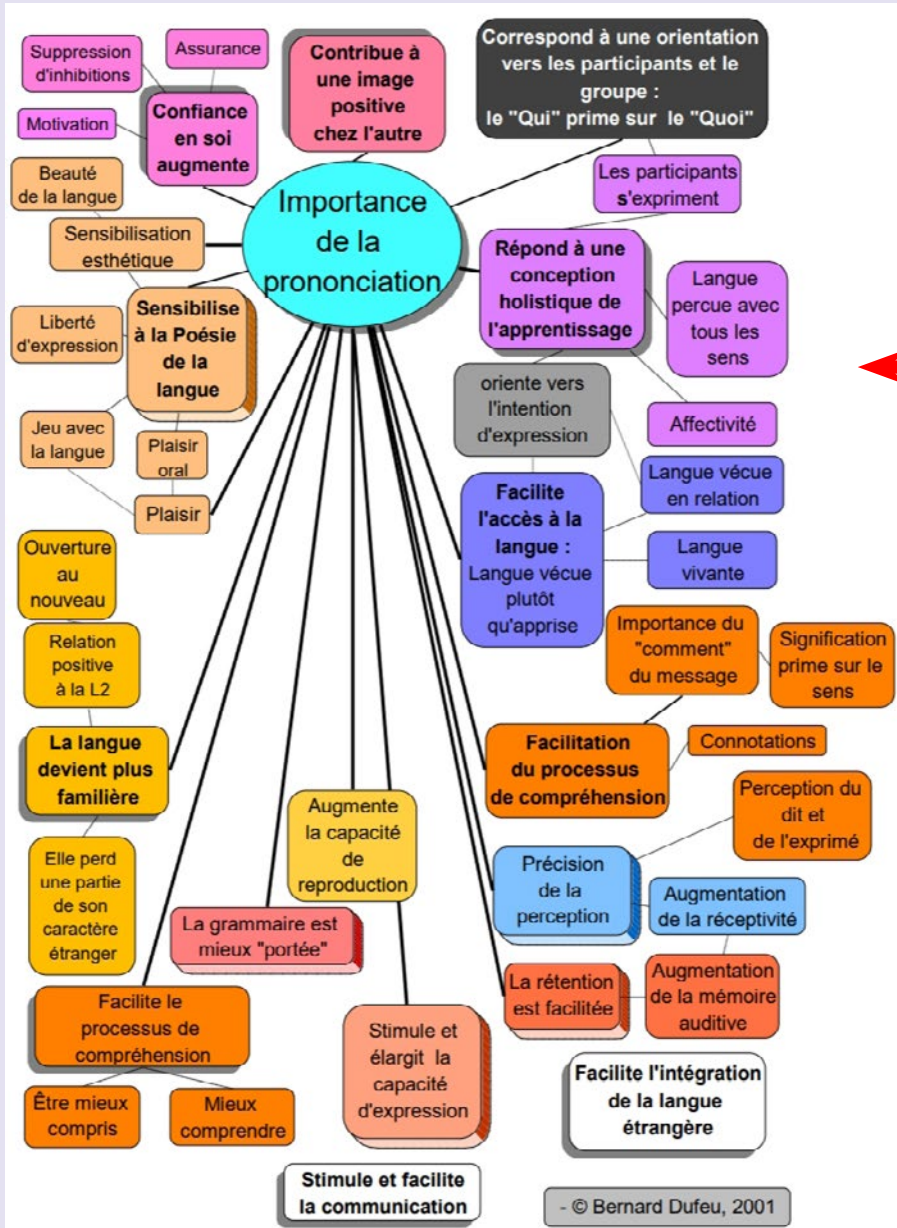 Suppression
d'inhibitions
Assurance
Motivation
Confiance
en soi
augmente
Contribue à
une image
positive
chez l'autre
Correspond à une orientation
vers les participants et le
groupe :
le "Qui" prime sur le "Quoi"
Les participants
s'expriment
Importance
de la
prononciation
Beauté
de la langue
Sensibilisation
esthétique
Liberté
d'expression
Sensibilise
à la Poésie
de la
langue
Jeu avec
la langue
Plaisir
oral
Plaisir
Répond à une
conception
holistique de
l'apprentissage
Langue
percue avec
tous les
sens
Affectivité
oriente vers
l'intention
d'expression
Facilite
l'accès à la
langue :
Langue vécue
plutôt
qu'apprise
Langue vécue
en relation
Langue
vivante
Ouverture
au
nouveau
Relation
positive
à la L2
La langue
devient plus
familière
Elle perd
une partie
de son
caractère
étranger
Importance du
"comment"
du message
Signification
prime sur le
sens
Facilitation
du processus
de compréhension
Connotations
Perception du
dit et
de l'exprimé
Augmente
la capacité
de
reproduction
Précision
de la
perception
Augmentation
de la réceptivité
La grammaire est
mieux "portée"
La rétention
est facilitée
Augmentation
de la mémoire
auditive
Facilite le
processus de
compréhension
Être mieux
compris
Mieux
comprendre
Stimule et
élargit la
capacité
d'expression
Facilite l'intégration
de la langue
étrangère
Stimule et facilite
la communication
- © Bernard Dufeu, 2001